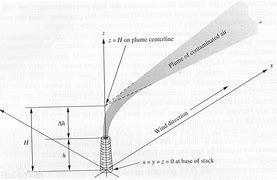 z
z = H on plume centerline
Plume of contaminated air
x
Δh
H
h
Wind direction
x = y = z = 0 at base of stack
y